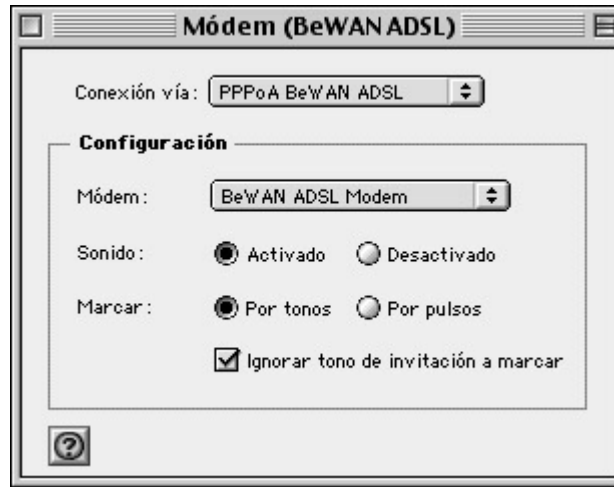 Módem (BeWAN ADSL)
Conexión vía: PPPoA BeWAN ADSL
Configuración
Módem: BeWAN ADSL Modem
Sonido: Activado Desactivado
Marcar: Por tonos Por pulsos
Ignorar tono de invitación a marcar
?